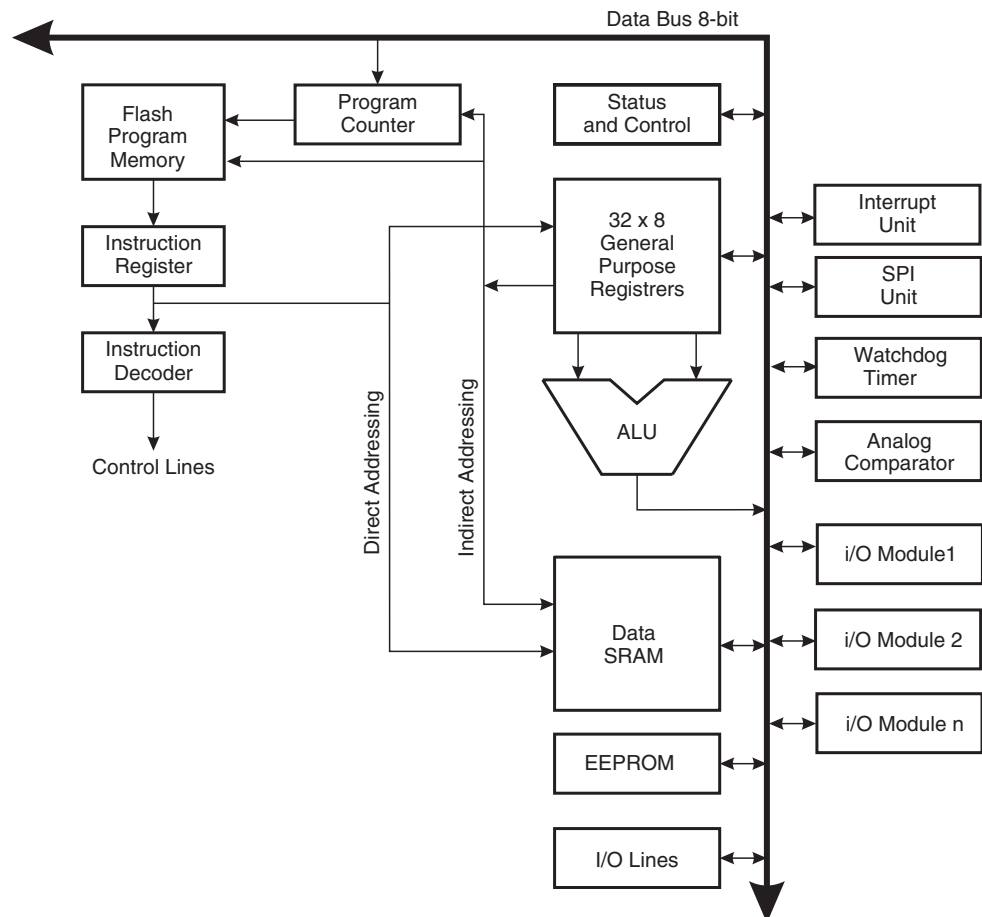 Data Bus 8-bit
Flash
Program
Memory
Program
Counter
Status
and Control
Instruction
Register
32 x 8
General
Purpose
Registrers
Interrupt
Unit
SPI
Unit
Instruction
Decoder
Watchdog
Timer
Control Lines
Direct Addressing
Indirect Addressing
ALU
Analog
Comparator
i/O Module1
Data
SRAM
i/O Module 2
i/O Module n
EEPROM
I/O Lines